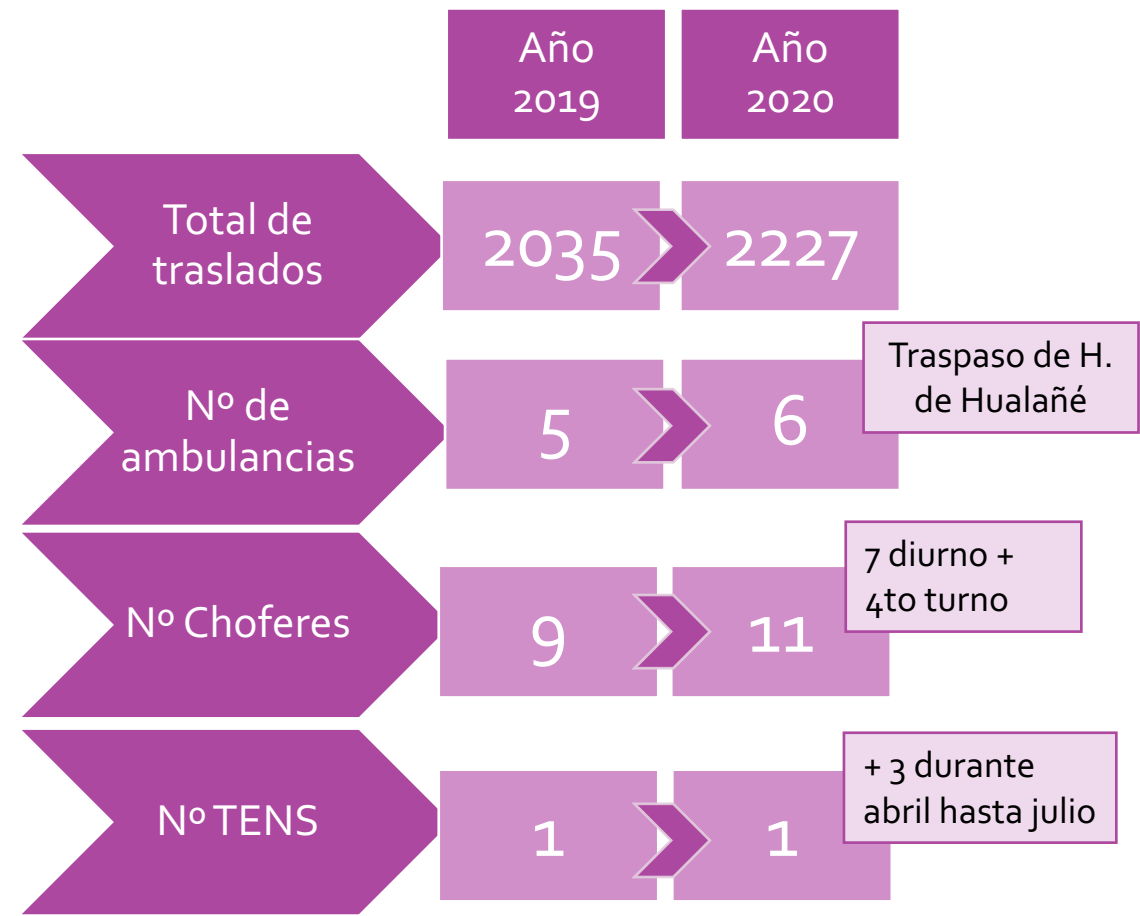 Año
2019
Año
2020
Total de
traslados
2035
2227
Nº de
ambulancias
5
6
Traspaso de H.
de Hualañé
Nº Choferes
9
11
7 diurno +
4to turno
Nº TENS
1
1
+ 3 durante
abril hasta julio